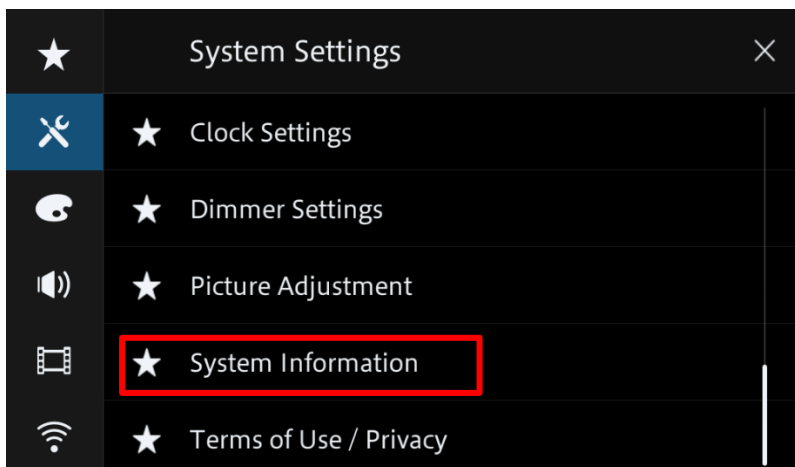 System Settings
Clock Settings
Dimmer Settings
Picture Adjustment
System Information
Terms of Use / Privacy